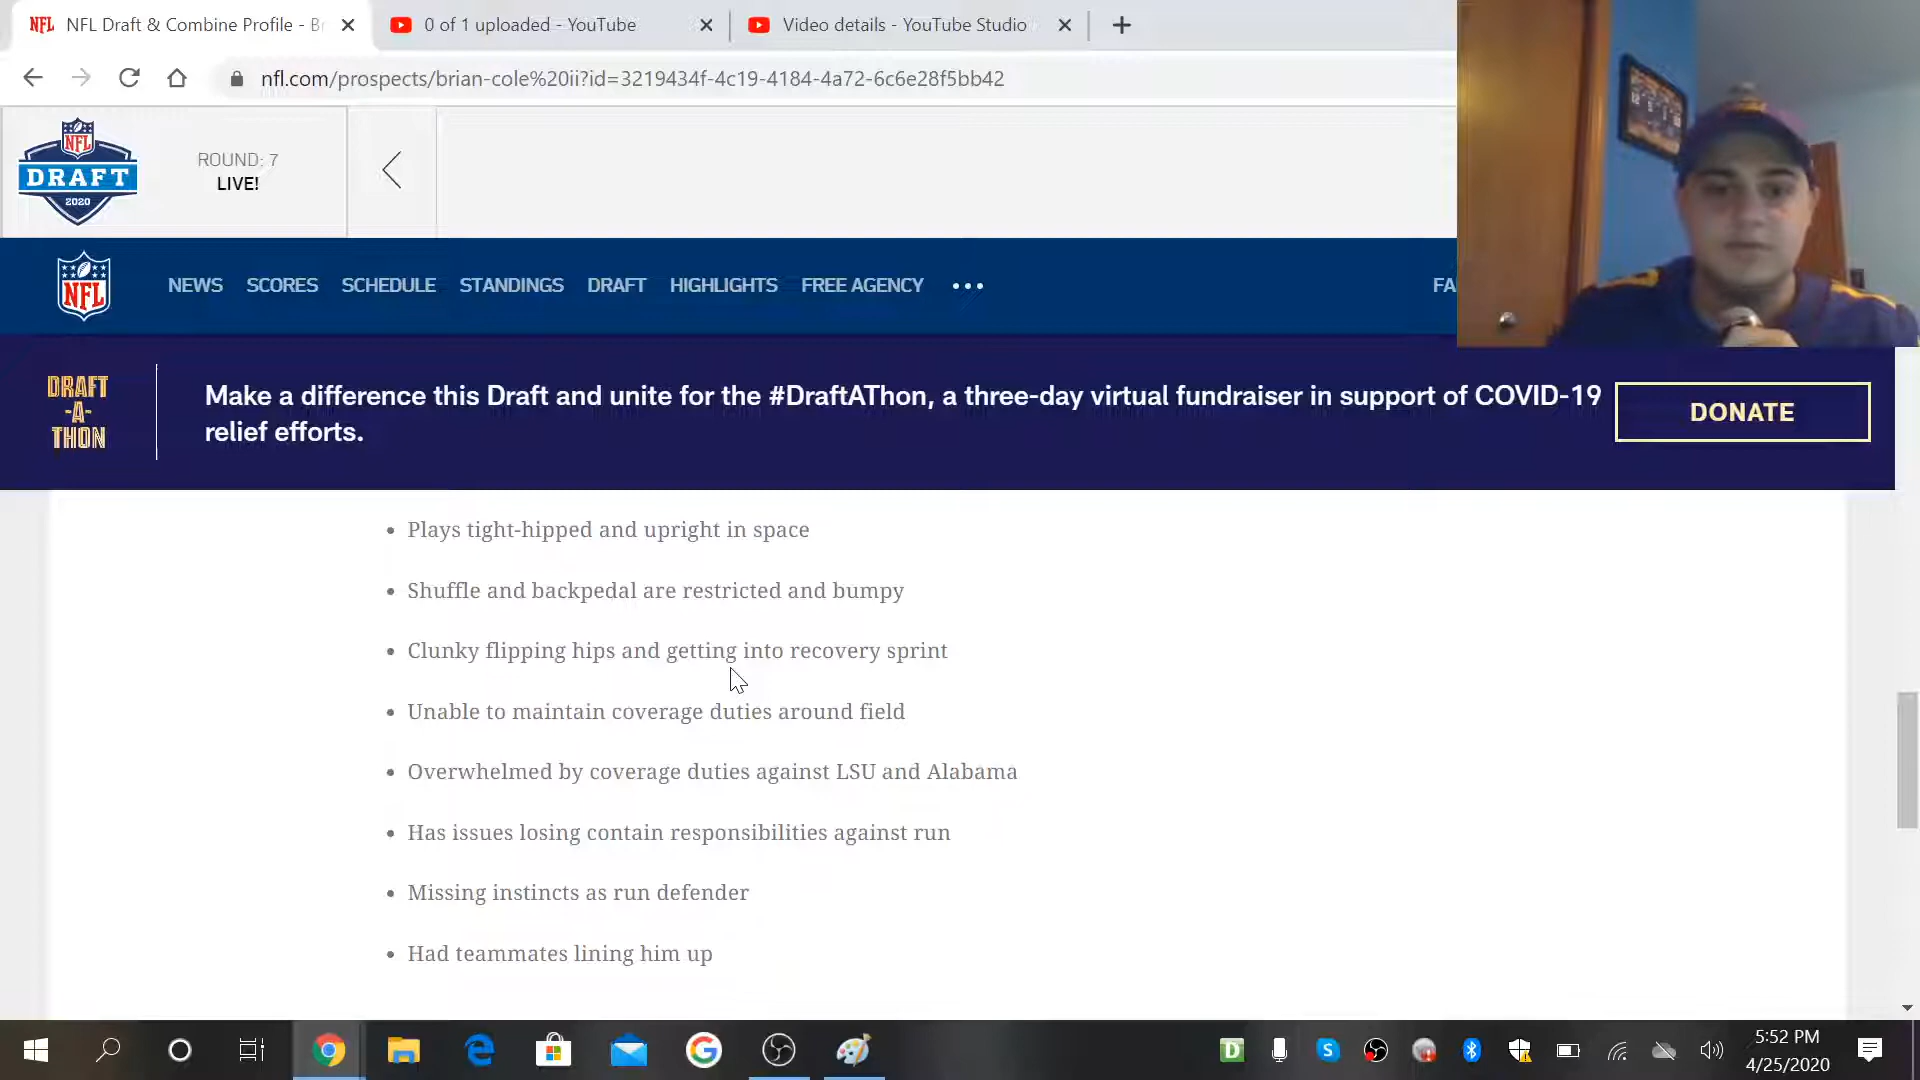 NFL Draft & Combine Profile - Br
0 of 1 uploaded - YouTube
Video details - YouTube Studio
nfl.com/prospects/brian-cole%20ii?id=3219434f-4c19-4184-4a72-6c6e28f5bb42
NFL
DRAFT
2020
ROUND: 7
LIVE!
NFL
NEWS
SCORES
SCHEDULE
STANDINGS
DRAFT
HIGHLIGHTS
FREE AGENCY
FA
DRAFT
-A-
THON
Make a difference this Draft and unite for the #DraftAThon, a three-day virtual fundraiser in support of COVID-19
relief efforts.
DONATE
Plays tight-hipped and upright in space
Shuffle and backpedal are restricted and bumpy
Clunky flipping hips and getting into recovery sprint
Unable to maintain coverage duties around field
Overwhelmed by coverage duties against LSU and Alabama
Has issues losing contain responsibilities against run
Missing instincts as run defender
Had teammates lining him up
5:52 PM
4/25/2020